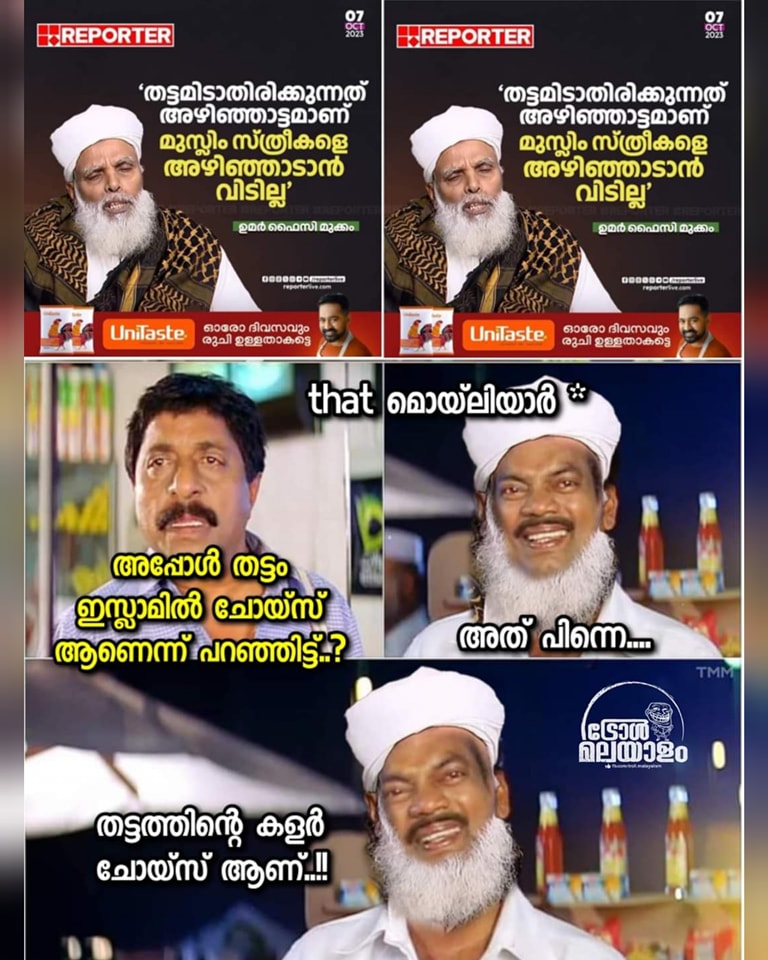 REPORTER
07
OCT
2023
‘തട്ടമിടാതിരിക്കുന്നത്
അഴിഞ്ഞാട്ടമാണ്
മുസ്ലിം സ്ത്രീകളെ
അഴിഞ്ഞാടാൻ
വിടില്ല’
ഉമർ ഫൈസി മുക്കം
/reporterlive
reporterlive.com
UniTaste
ഓരോ ദിവസവും
രുചി ഉള്ളതാകട്ടെ
REPORTER
07
OCT
2023
‘തട്ടമിടാതിരിക്കുന്നത്
അഴിഞ്ഞാട്ടമാണ്
മുസ്ലിം സ്ത്രീകളെ
അഴിഞ്ഞാടാൻ
വിടില്ല’
ഉമർ ഫൈസി മുക്കം
/reporterlive
reporterlive.com
UniTaste
ഓരോ ദിവസവും
രുചി ഉള്ളതാകട്ടെ
that മൊയ്ലിയാർ *
അപ്പോൾ തട്ടം
ഇസ്ലാമിൽ ചോയ്സ്
ആണെന്ന് പറഞ്ഞിട്ട്..?
അത് പിന്നെ....
TMM
ട്രോൾ
മലയാളം
തട്ടത്തിന്റെ കളർ
ചോയ്സ് ആണ്..!!